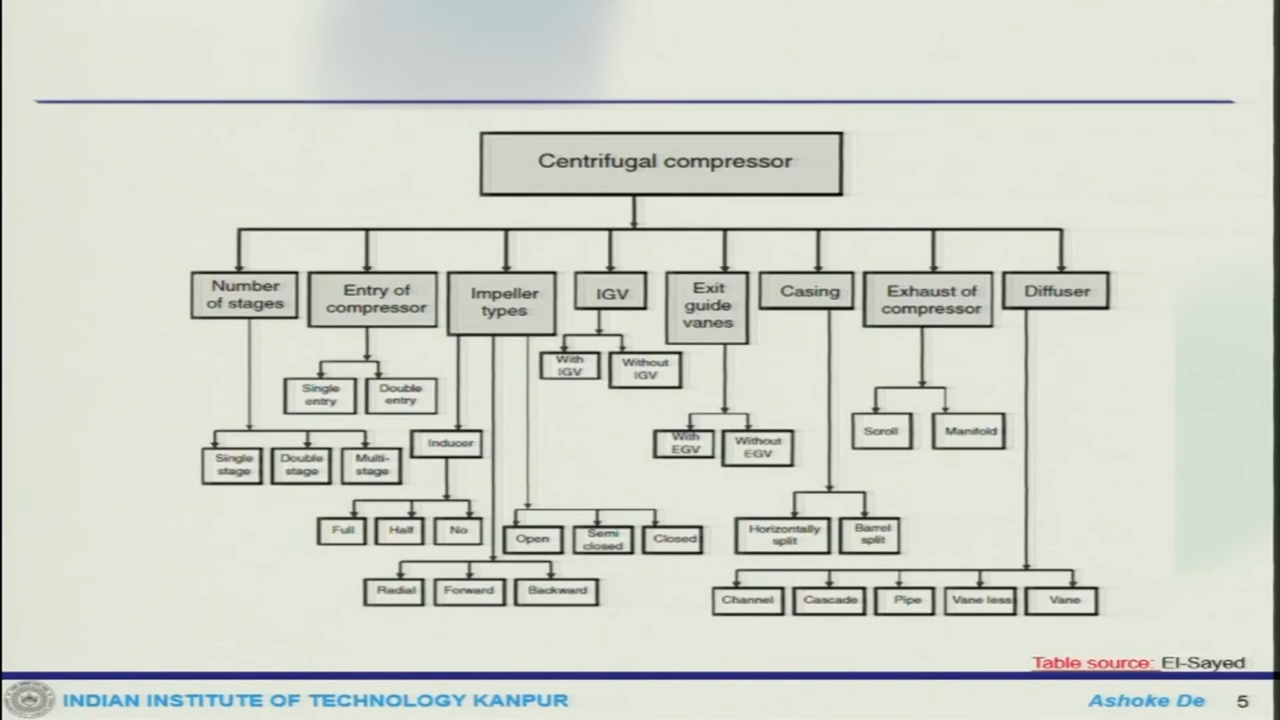 Centrifugal compressor
Number
of stages
Entry of
compressor
Impeller
types
IGV
Exit
guide
vanes
Casing
Exhaust of
compressor
Diffuser
Single
entry
Double
entry
With
IGV
Without
IGV
Single
stage
Double
stage
Multi-
stage
Inducer
With
EGV
Without
EGV
Scroll
Manifold
Full
Half
No
Open
Semi
closed
Closed
Horizontally
split
Barrel
split
Radial
Forward
Backward
Channel
Cascade
Pipe
Vane less
Vane
Table source: El-Sayed
INDIAN INSTITUTE OF TECHNOLOGY KANPUR
Ashoke De 5